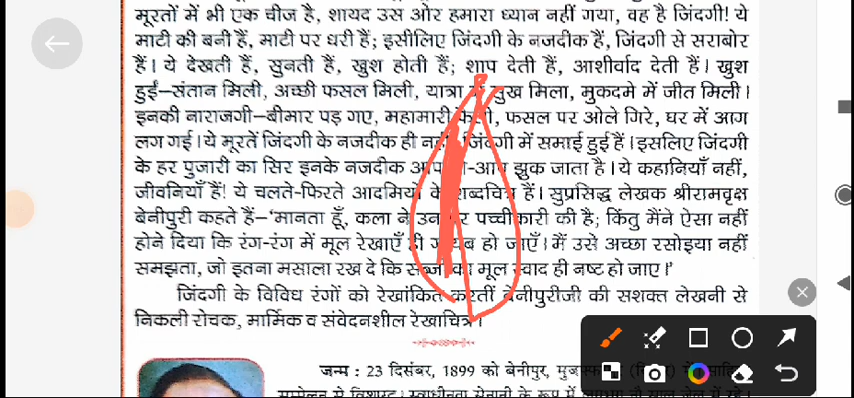 मूरतों में भी एक चीज है, शायद उस ओर हमारा ध्यान नहीं गया, वह है जिंदगी! ये
माटी की बनी हैं, माटी पर धरी हैं; इसीलिए जिंदगी के नजदीक हैं, जिंदगी से सराबोर
हैं। ये देखती हैं, सुनती हैं, खुश होती हैं; शाप देती हैं, आशीर्वाद देती हैं। खुश
हुईं—संतान मिली, अच्छी फसल मिली, यात्रा सुख मिला, मुकदमे में जीत मिली।
इनकी नाराजगी—बीमार पड़ गए, महामारी फैली, फसल पर ओले गिरे, घर में आग
लग गई। ये मूरतें जिंदगी के नजदीक ही नहीं जिंदगी में समाई हुई हैं। इसलिए जिंदगी
के हर पुजारी का सिर इनके नजदीक आप-आप झुक जाता है। ये कहानियाँ नहीं,
जीवनियाँ हैं! ये चलते-फिरते आदमियों के शब्दचित्र हैं। सुप्रसिद्ध लेखक श्रीरामवृक्ष
बेनीपुरी कहते हैं—‘मानता हूँ, कला ने उन पर पच्चीकारी की है; किंतु मैंने ऐसा नहीं
होने दिया कि रंग-रंग में मूल रेखाएँ ही गायब हो जाएँ। मैं उसे अच्छा रसोइया नहीं
समझता, जो इतना मसाला रख दे कि सब्जी का मूल स्वाद ही नष्ट हो जाए।’
जिंदगी के विविध रंगों को रेखांकित करतीं बेनीपुरीजी की सशक्त लेखनी से
निकली रोचक, मार्मिक व संवेदनशील रेखाचित्र।
जन्म : 23 दिसंबर, 1899 को बेनीपुर,